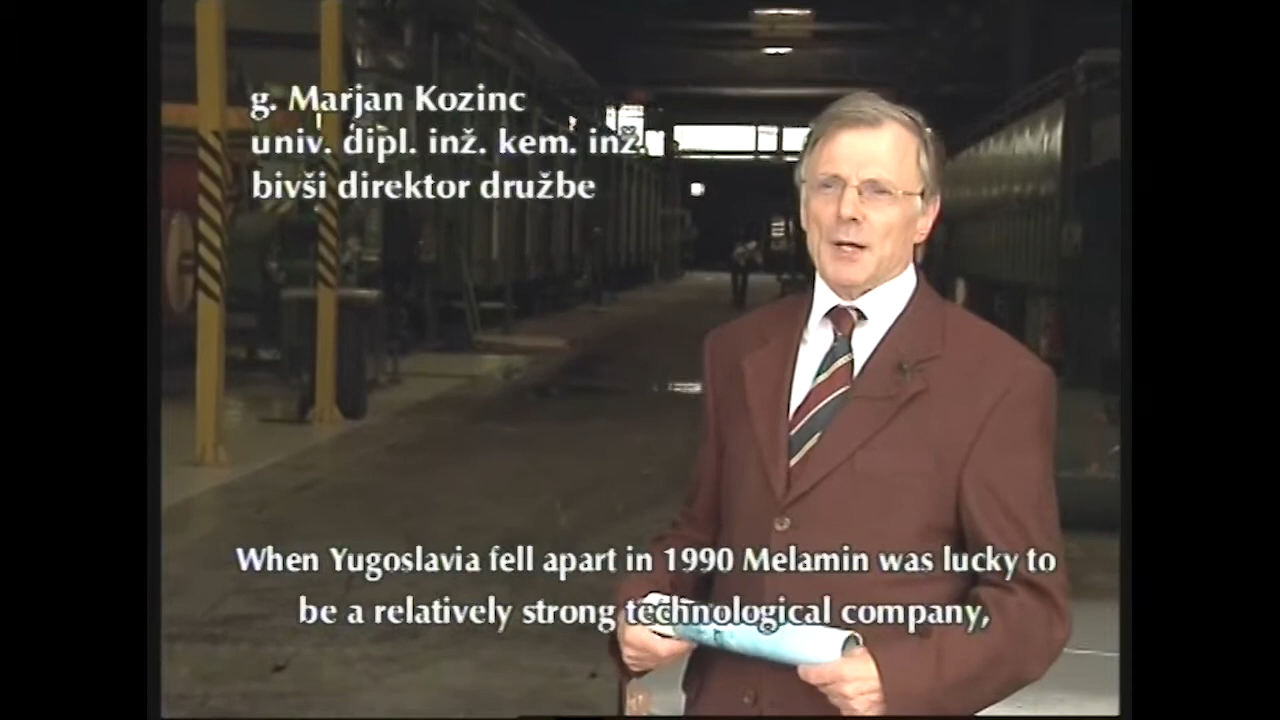 g. Marjan Kozinc
univ. dipl. inž. kem. inž.
bivši direktor družbe
When Yugoslavia fell apart in 1990 Melamin was lucky to
be a relatively strong technological company,